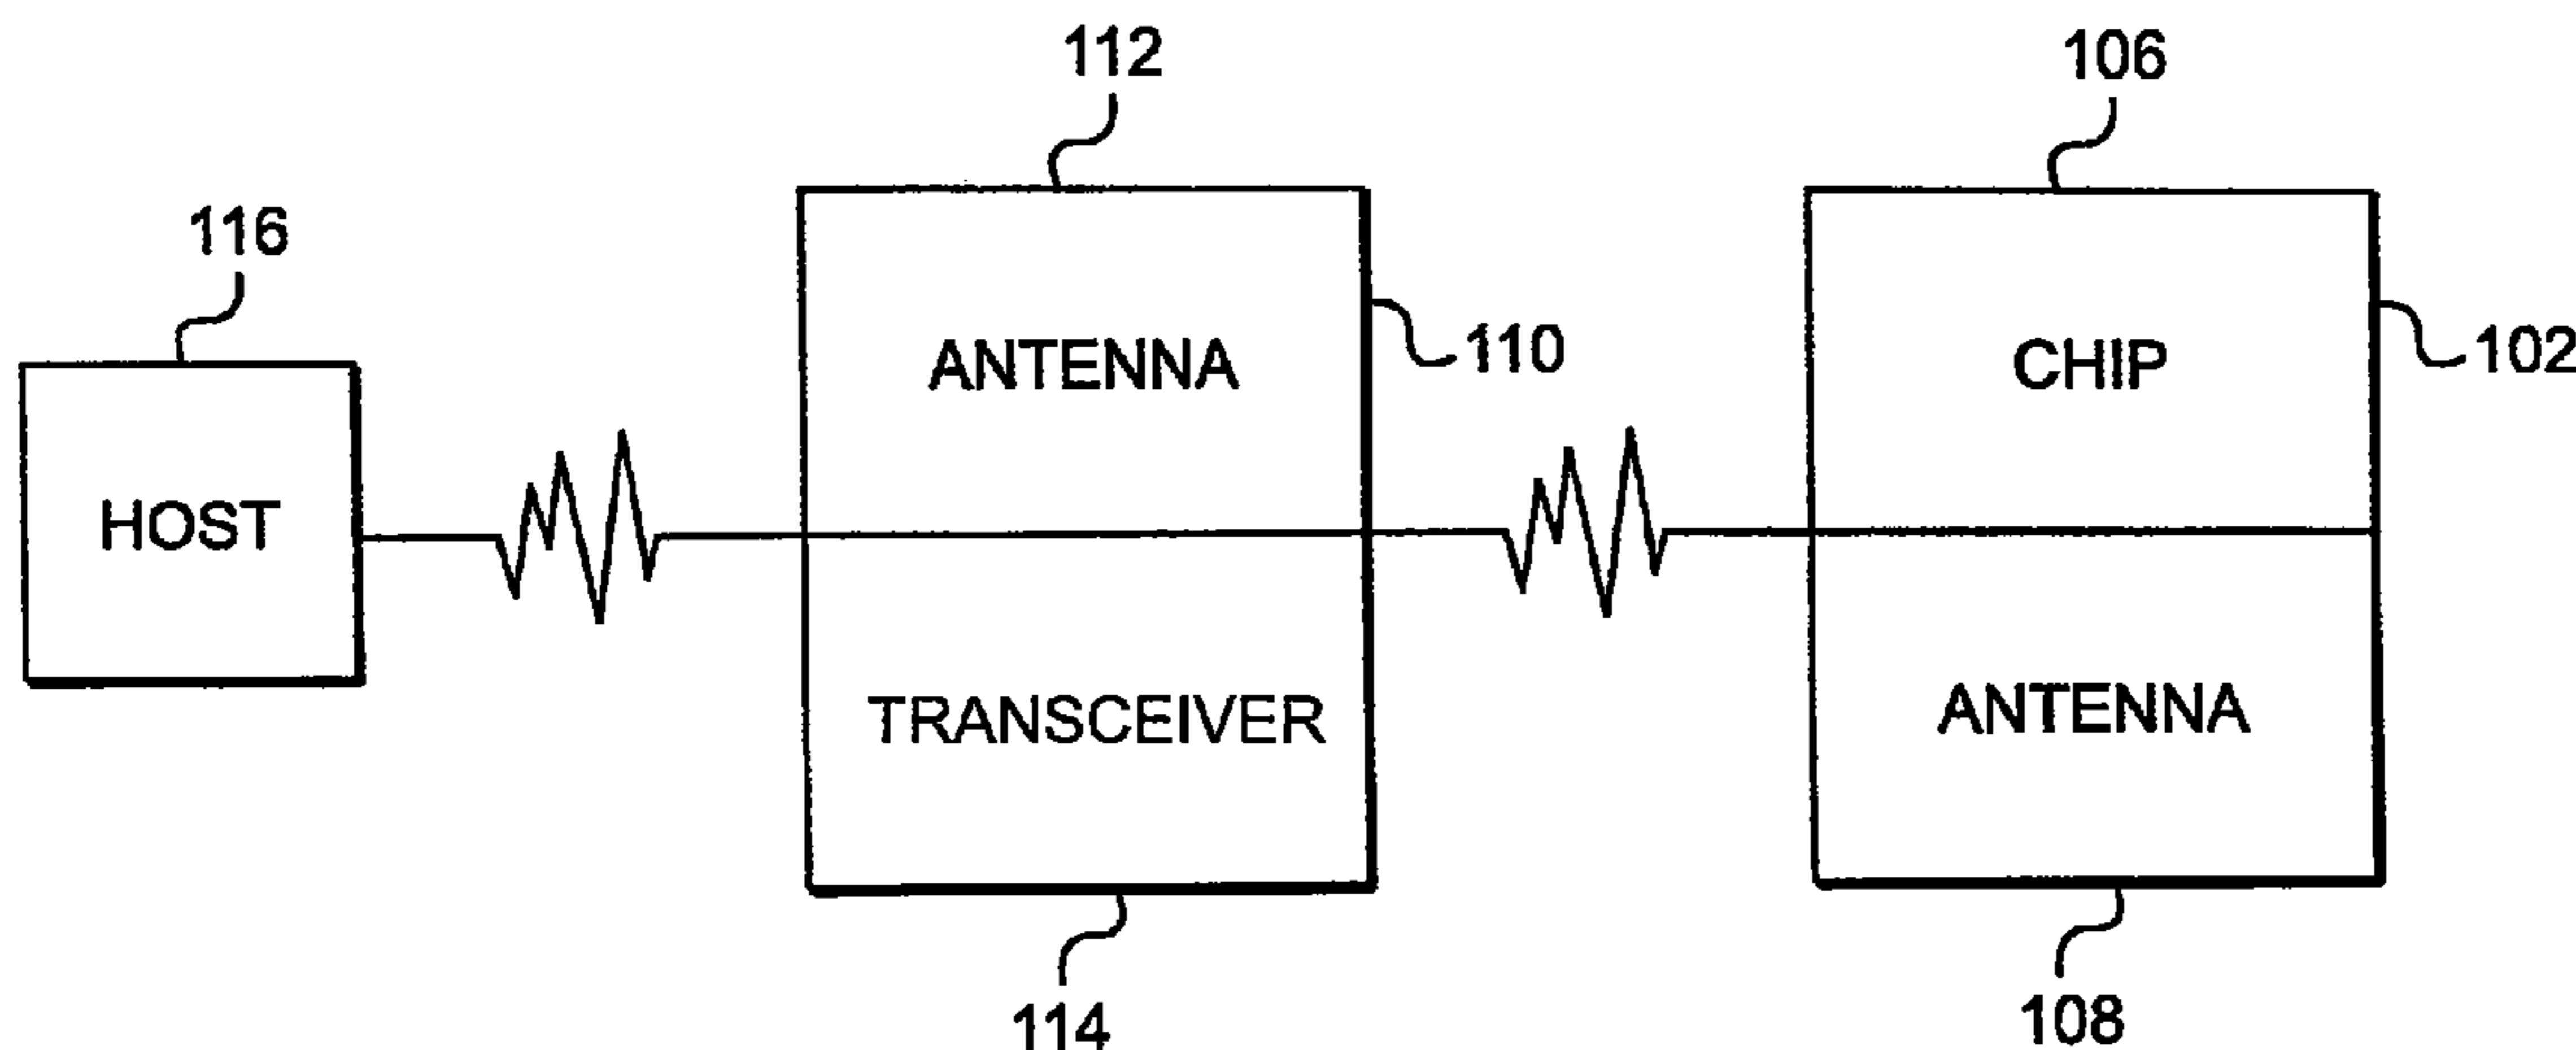 112
106
116
ANTENNA
110
CHIP
102
HOST
TRANSCEIVER
ANTENNA
114
108